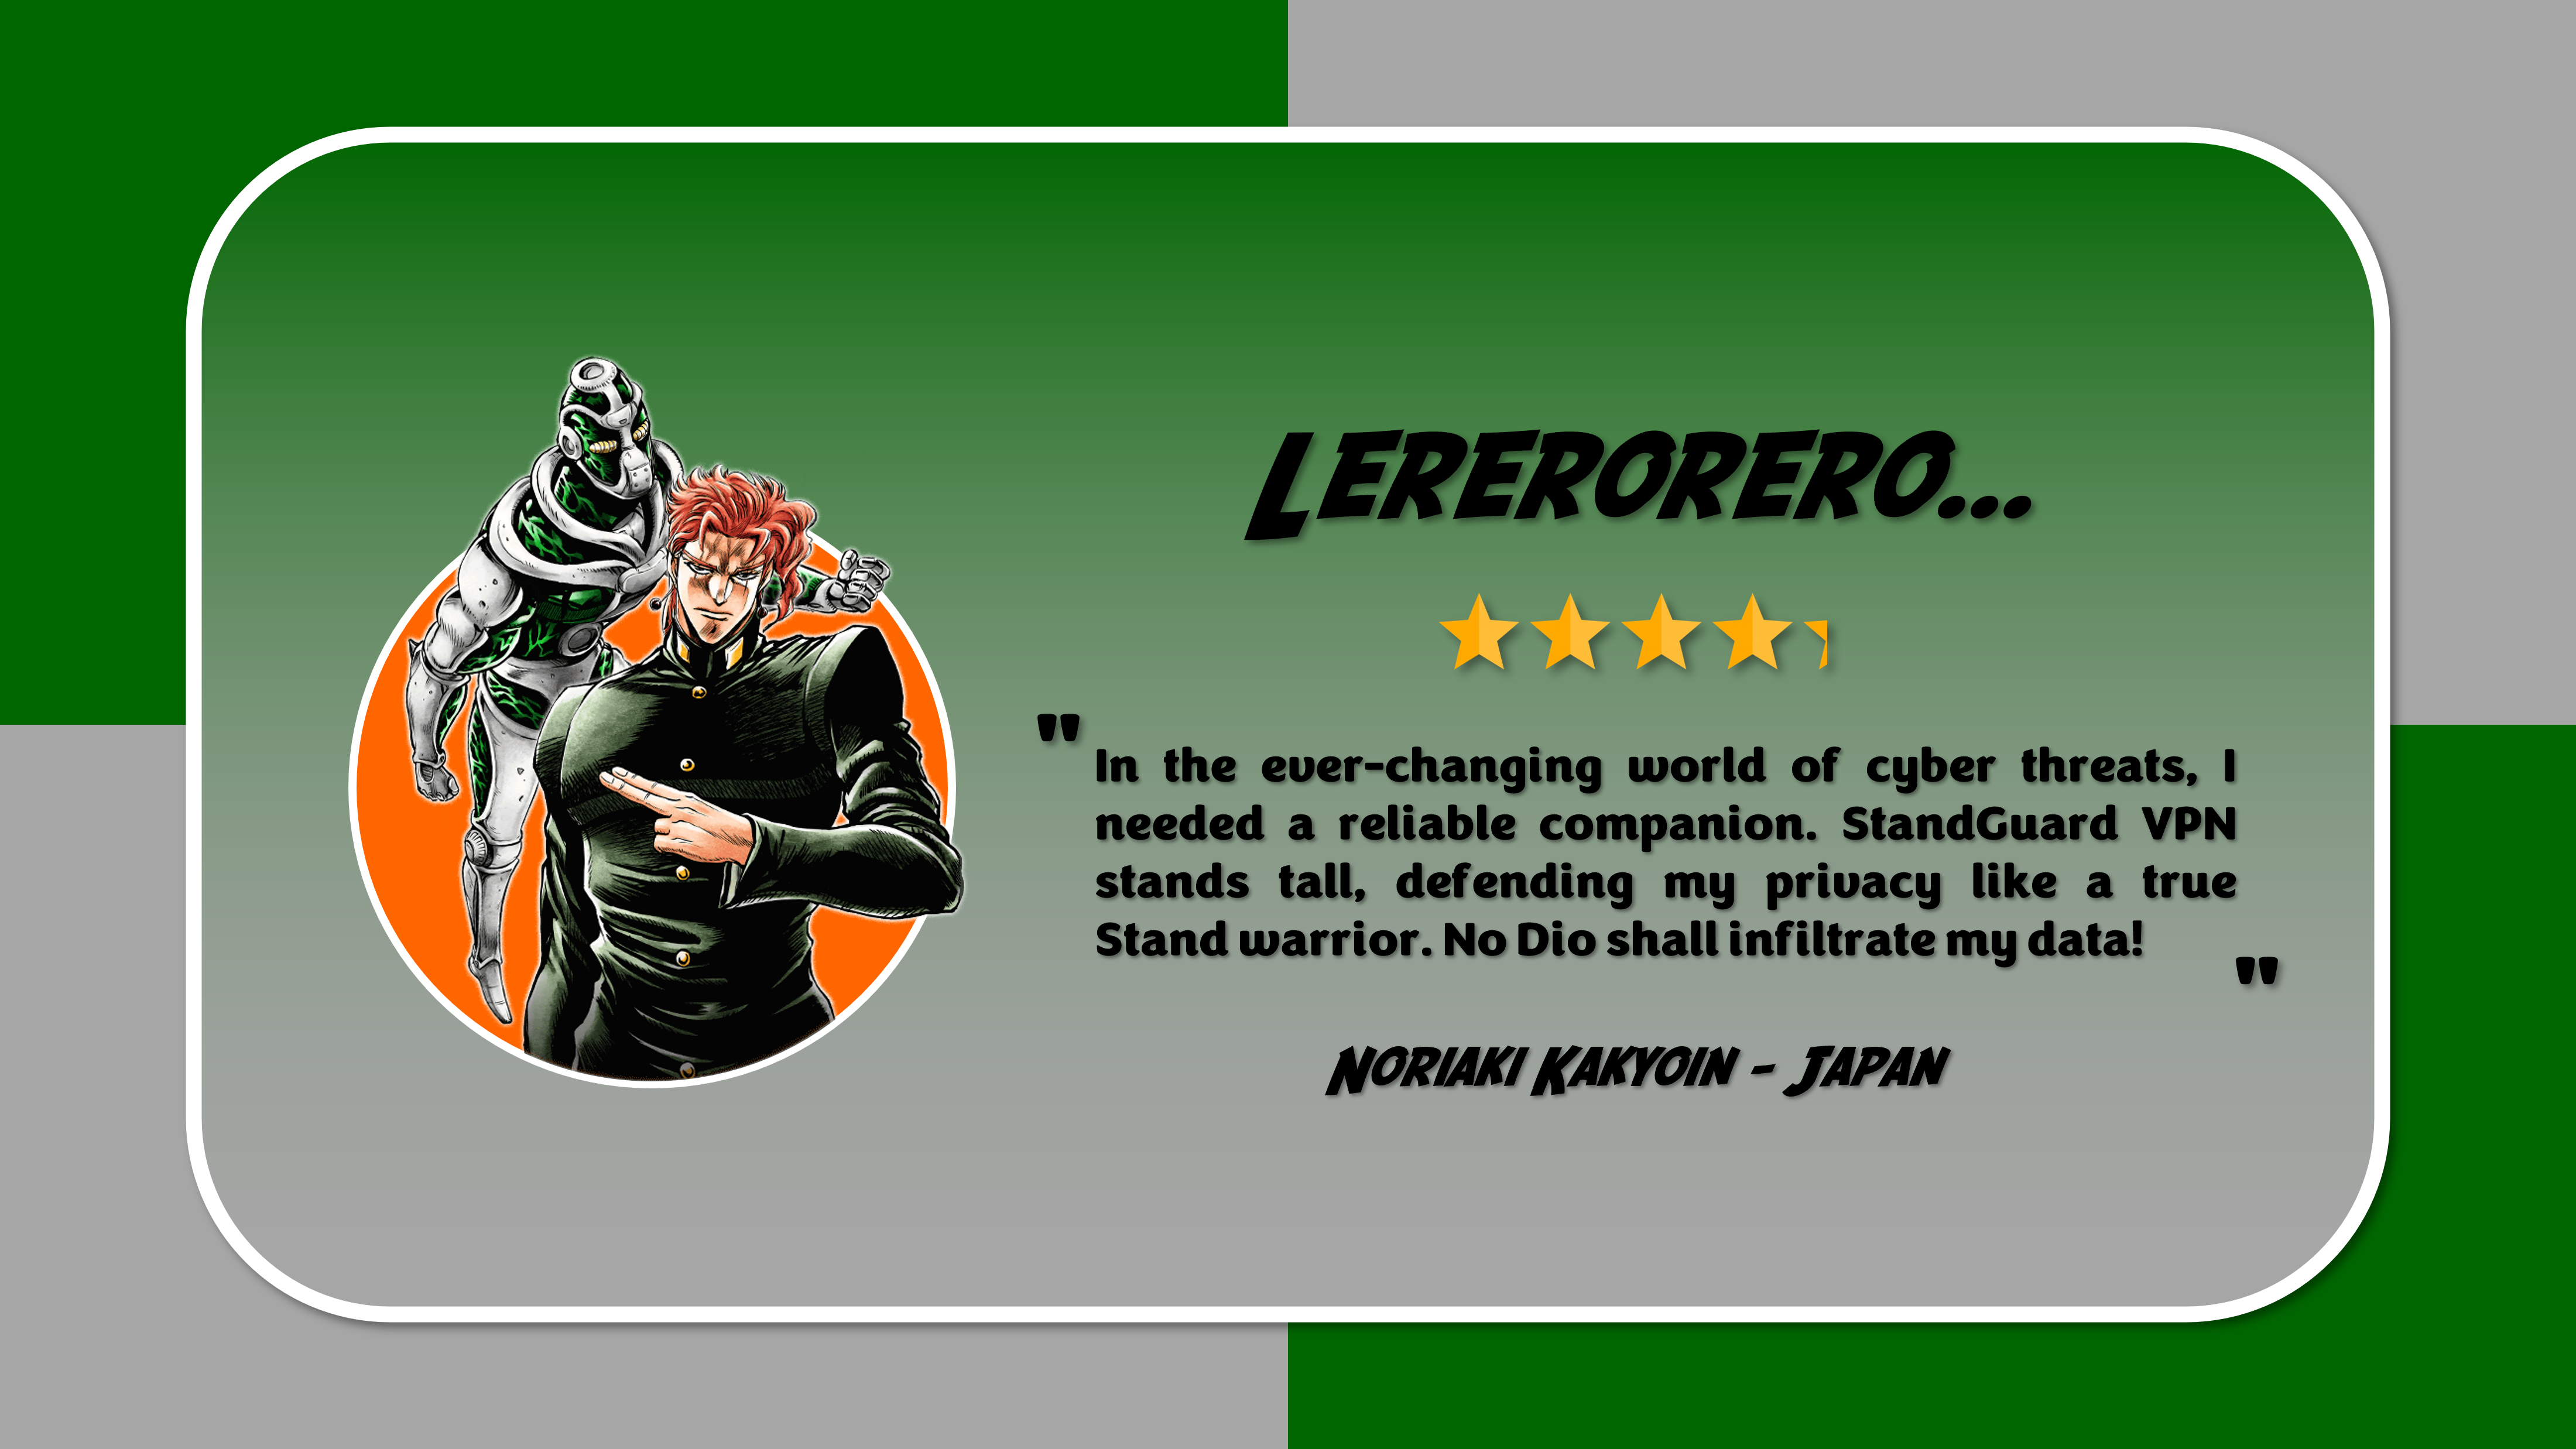 Lererorero...
"
In the ever-changing world of cyber threats, I
needed a reliable companion. StandGuard VPN
stands tall, defending my privacy like a true
Stand warrior. No Dio shall infiltrate my data!
"
Noriaki Kakyoin - Japan